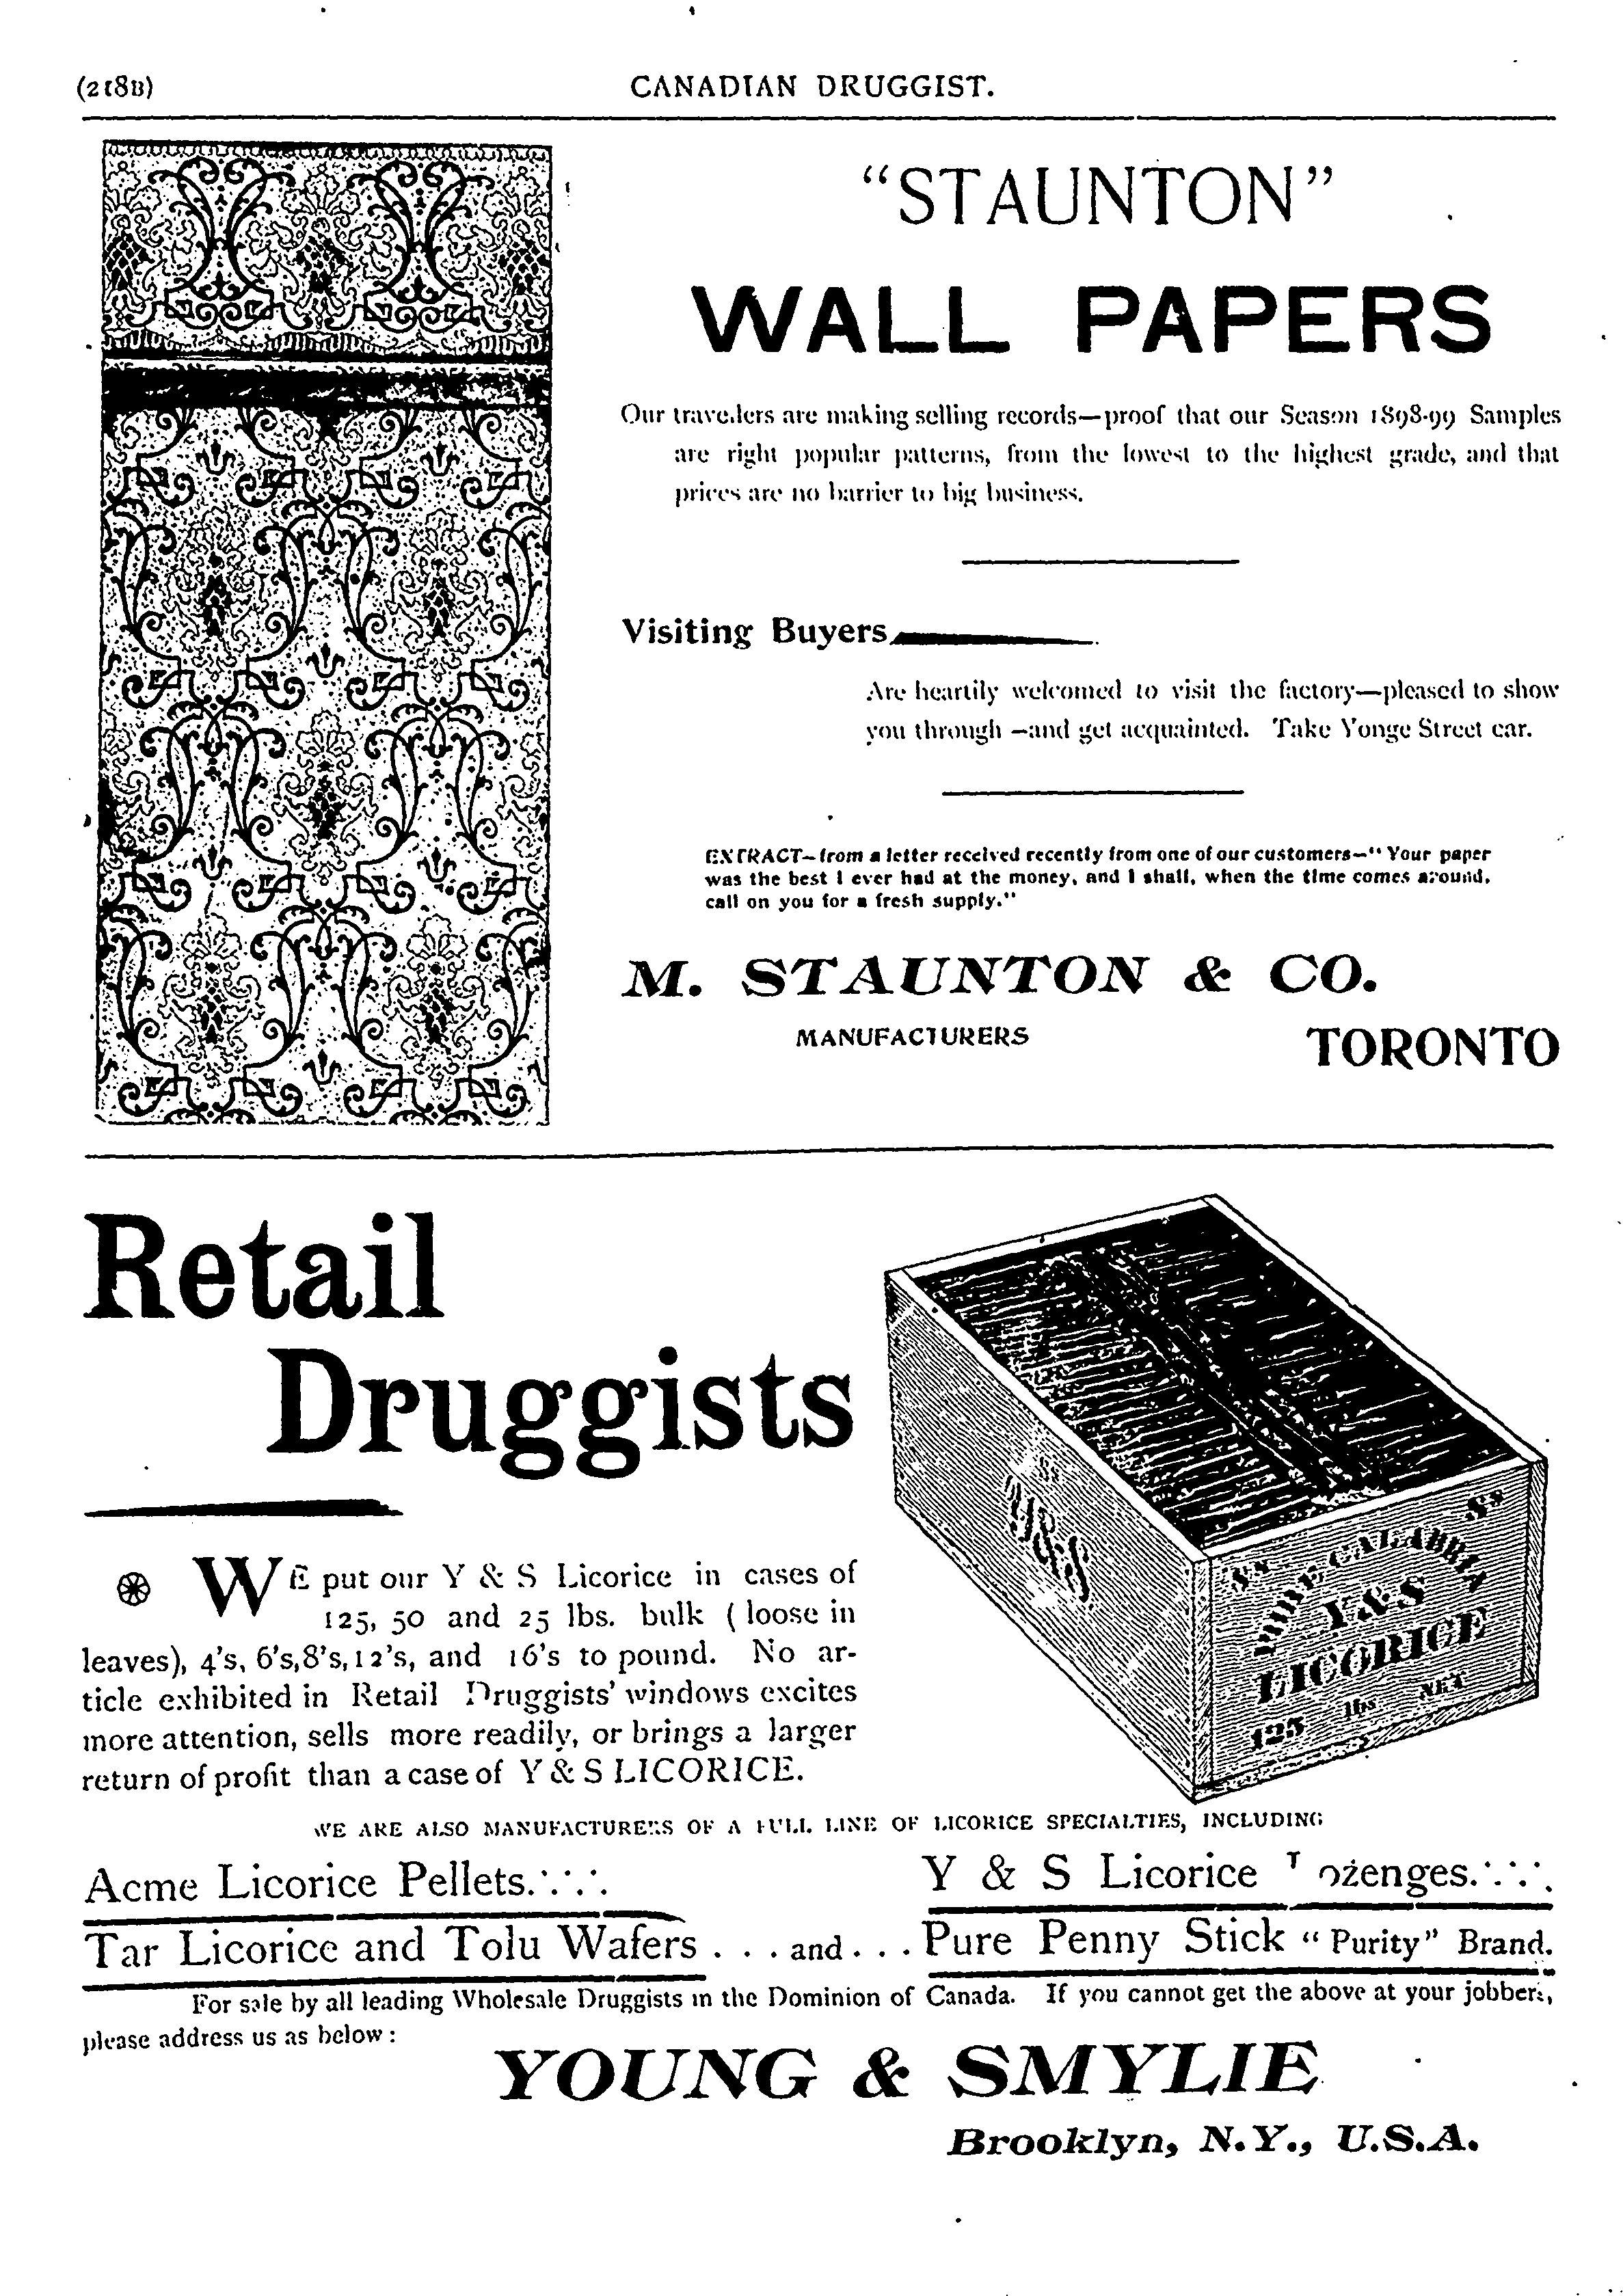 (218B)
CANADIAN DRUGGIST.
“STAUNTON”
WALL PAPERS
Our travelers are making selling records—proof that our Season 1898-99 Samples
are right popular patterns, from the lowest to the highest grade, and that
prices are no barrier to big business.
Visiting Buyers
Are heartily welcomed to visit the factory—pleased to show
you through—and get acquainted. Take Yonge Street car.
EXTRACT—from a letter received recently from one of our customers—“Your paper
was the best I ever had at the money, and I shall, when the time comes around,
call on you for a fresh supply.”
M. STAUNTON & CO.
MANUFACTURERS
TORONTO
Retail
Druggists
WE put our Y & S Licorice in cases of
125, 50 and 25 lbs. bulk (loose in
leaves), 4’s, 6’s, 8’s, 12’s, and 16’s to pound. No ar-
ticle exhibited in Retail Druggists’ windows excites
more attention, sells more readily, or brings a larger
return of profit than a case of Y & S LICORICE.
Y&S
8s 8s
PURE CALABRIA
Y&S
LICORICE
125 lbs NET
WE ARE ALSO MANUFACTURERS OF A FULL LINE OF LICORICE SPECIALTIES, INCLUDING
Acme Licorice Pellets.
Y & S Licorice Lozenges.
Tar Licorice and Tolu Wafers . . . and . . . Pure Penny Stick “Purity” Brand.
For sale by all leading Wholesale Druggists in the Dominion of Canada. If you cannot get the above at your jobbers,
please address us as below:
YOUNG & SMYLIE
Brooklyn, N.Y., U.S.A.